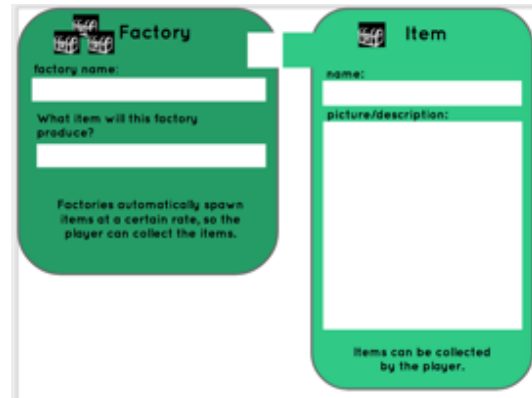 Factory
factory name:
What item will this factory
produce?
Factories automatically spawn
items at a certain rate, so the
player can collect the items.
Item
name:
picture/description:
Items can be collected
by the player.